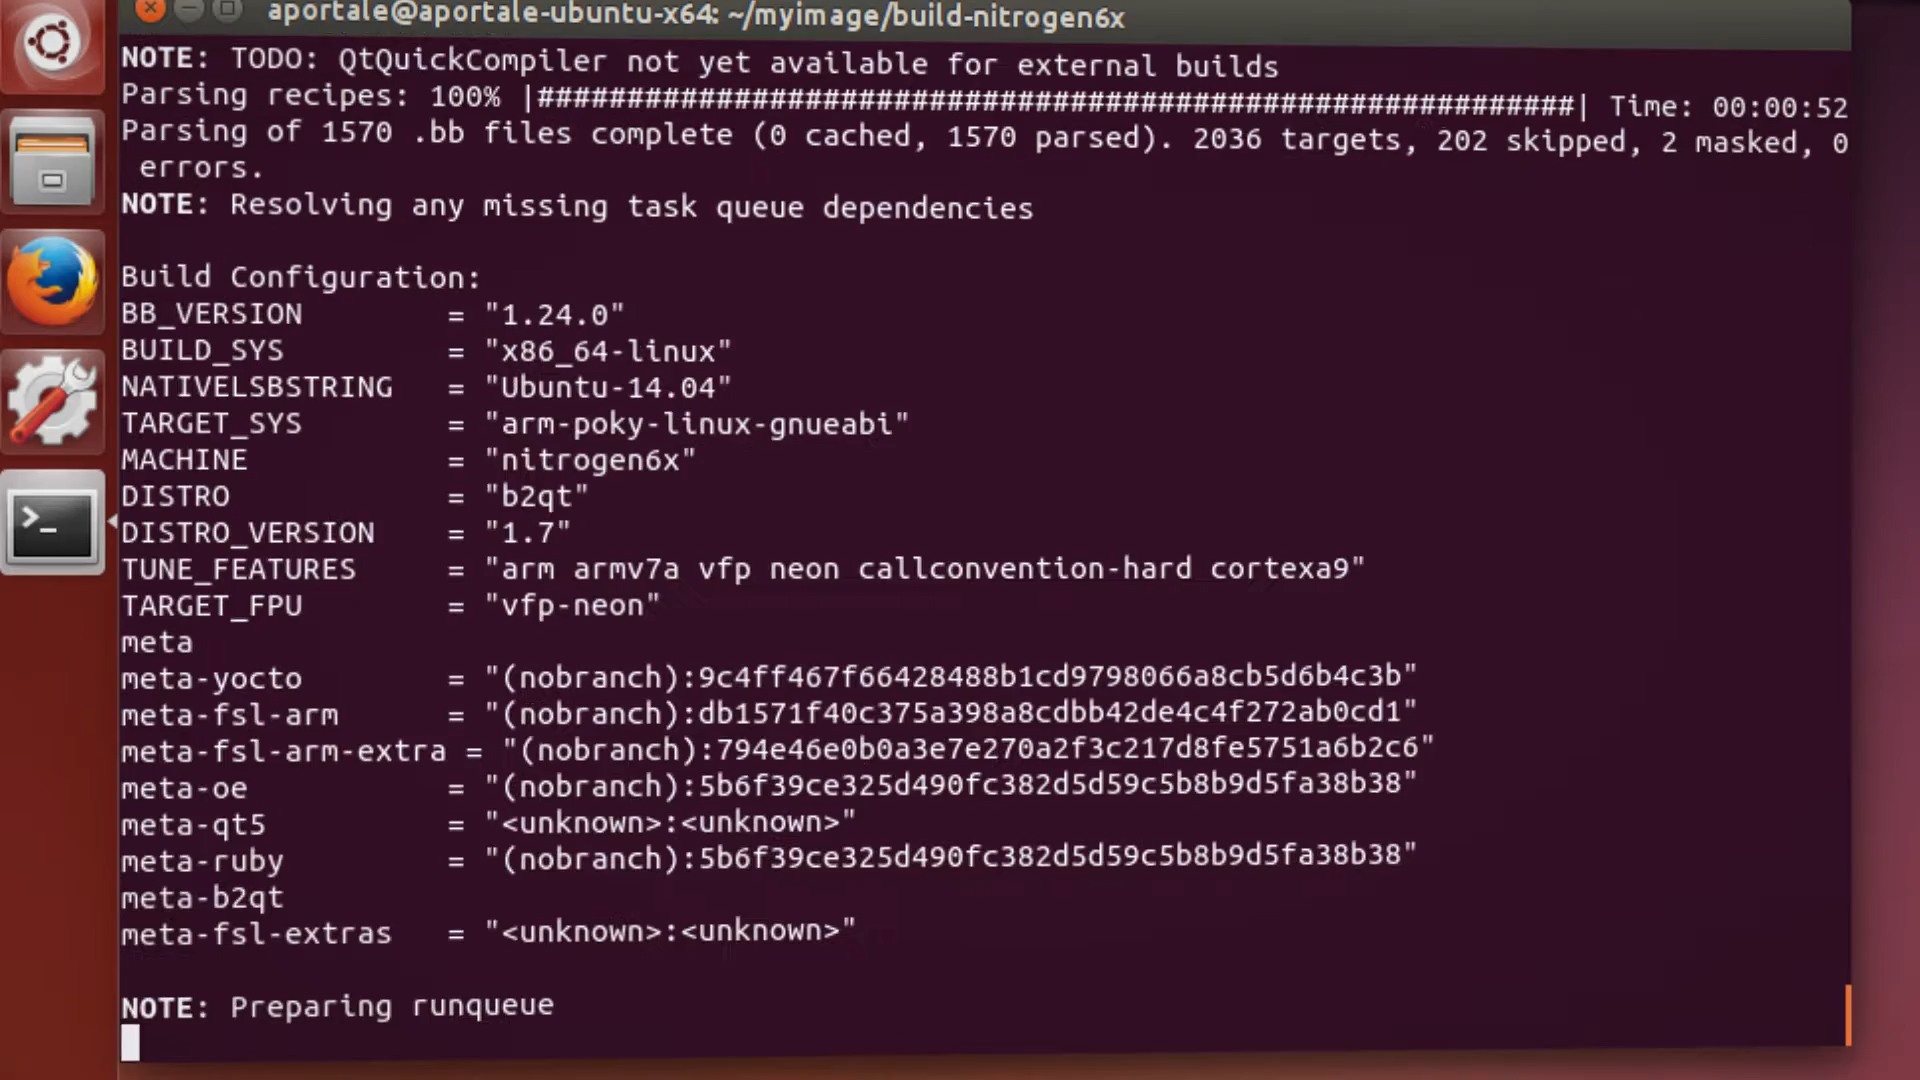 aportale@aportale-ubuntu-x64: ~/myimage/build-nitrogen6x
NOTE: TODO: QtQuickCompiler not yet available for external builds
Parsing recipes: 100% |##########################################################| Time: 00:00:52
Parsing of 1570 .bb files complete (0 cached, 1570 parsed). 2036 targets, 202 skipped, 2 masked, 0
errors.
NOTE: Resolving any missing task queue dependencies
Build Configuration:
BB_VERSION = "1.24.0"
BUILD_SYS = "x86_64-linux"
NATIVELSBSTRING = "Ubuntu-14.04"
TARGET_SYS = "arm-poky-linux-gnueabi"
MACHINE = "nitrogen6x"
DISTRO = "b2qt"
DISTRO_VERSION = "1.7"
TUNE_FEATURES = "arm armv7a vfp neon callconvention-hard cortexa9"
TARGET_FPU = "vfp-neon"
meta
meta-yocto = "(nobranch):9c4ff467f66428488b1cd9798066a8cb5d6b4c3b"
meta-fsl-arm = "(nobranch):db1571f40c375a398a8cdbb42de4c4f272ab0cd1"
meta-fsl-arm-extra = "(nobranch):794e46e0b0a3e7e270a2f3c217d8fe5751a6b2c6"
meta-oe = "(nobranch):5b6f39ce325d490fc382d5d59c5b8b9d5fa38b38"
meta-qt5 = "<unknown>:<unknown>"
meta-ruby = "(nobranch):5b6f39ce325d490fc382d5d59c5b8b9d5fa38b38"
meta-b2qt
meta-fsl-extras = "<unknown>:<unknown>"
NOTE: Preparing runqueue